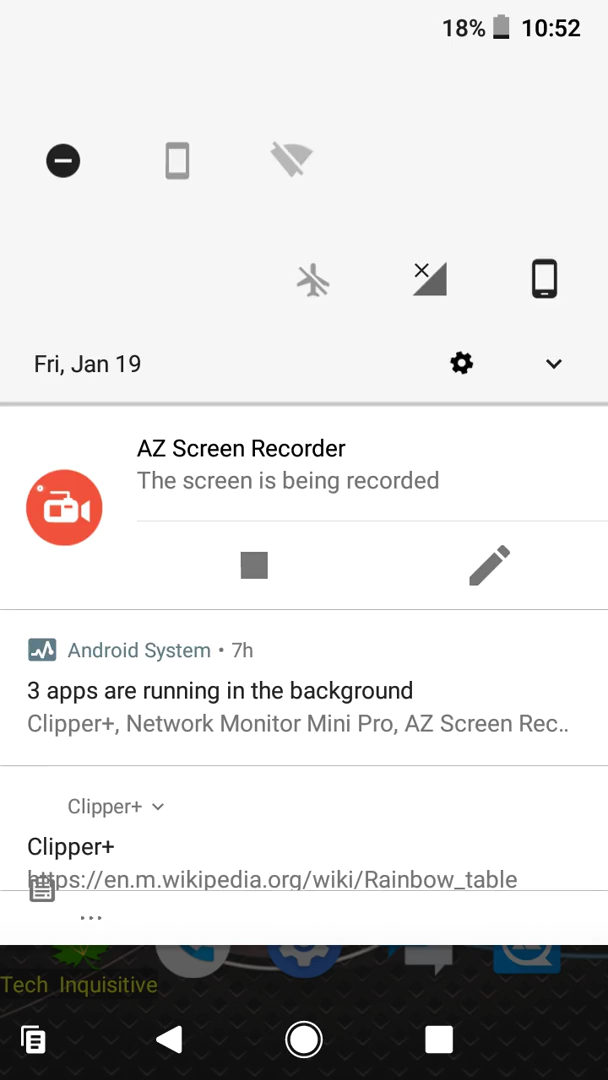 18% 10:52
Fri, Jan 19
AZ Screen Recorder
The screen is being recorded
Android System • 7h
3 apps are running in the background
Clipper+, Network Monitor Mini Pro, AZ Screen Rec..
Clipper+
Clipper+
https://en.m.wikipedia.org/wiki/Rainbow_table
...
Tech Inquisitive